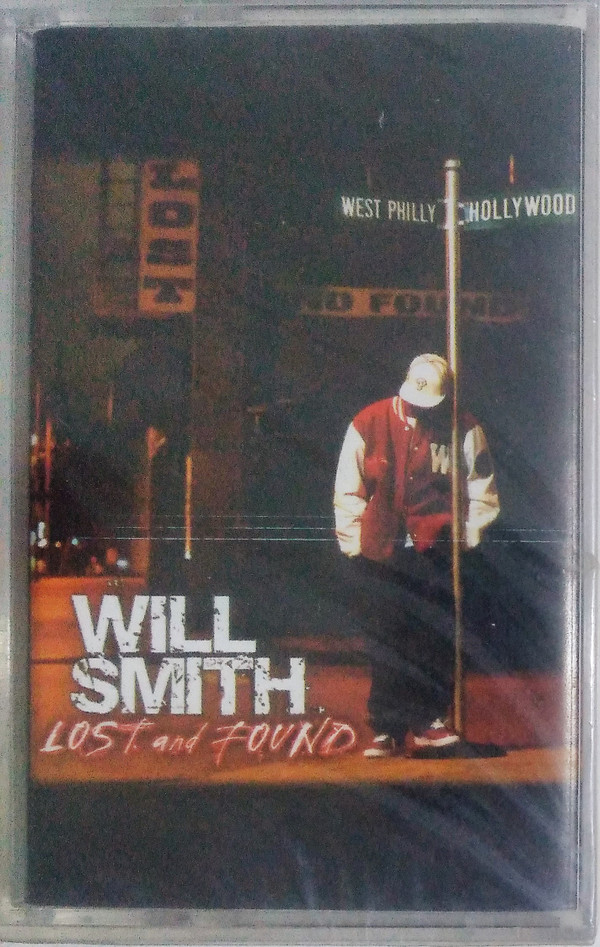 LOST
WEST PHILLY HOLLYWOOD
W
P
WILL
SMITH
LOST and FOUND